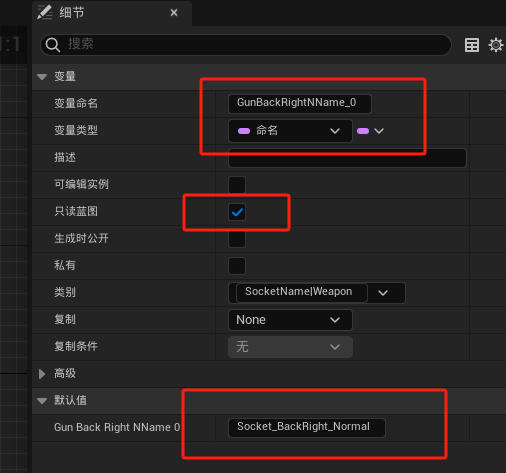 细节
搜索
变量
变量命名 GunBackRightNName_0
变量类型 命名
描述
可编辑实例
只读蓝图
生成时公开
私有
类别 SocketName|Weapon
复制 None
复制条件 无
高级
默认值
Gun Back Right NName 0 Socket_BackRight_Normal